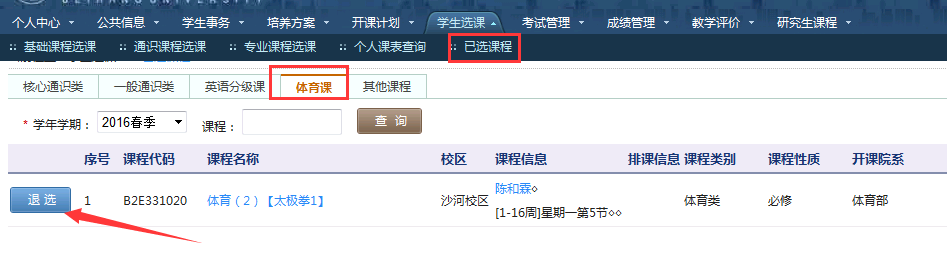 BEIHANG UNIVERSITY
个人中心 公共信息 学生事务 培养方案 开课计划 学生选课 考试管理 成绩管理 教学评价 研究生课程
基础课程选课 通识课程选课 专业课程选课 个人课表查询 已选课程
核心通识类 一般通识类 英语分级课 体育课 其他课程
* 学年学期： 2016春季 课程： 查 询
序号 课程代码 课程名称 校区 课程信息 排课信息 课程类别 课程性质 开课院系
退 选 1 B2E331020 体育（2）【太极拳1】 沙河校区 陈和霖◇ 体育类 必修 体育部
[1-16周]星期一第5节◇◇